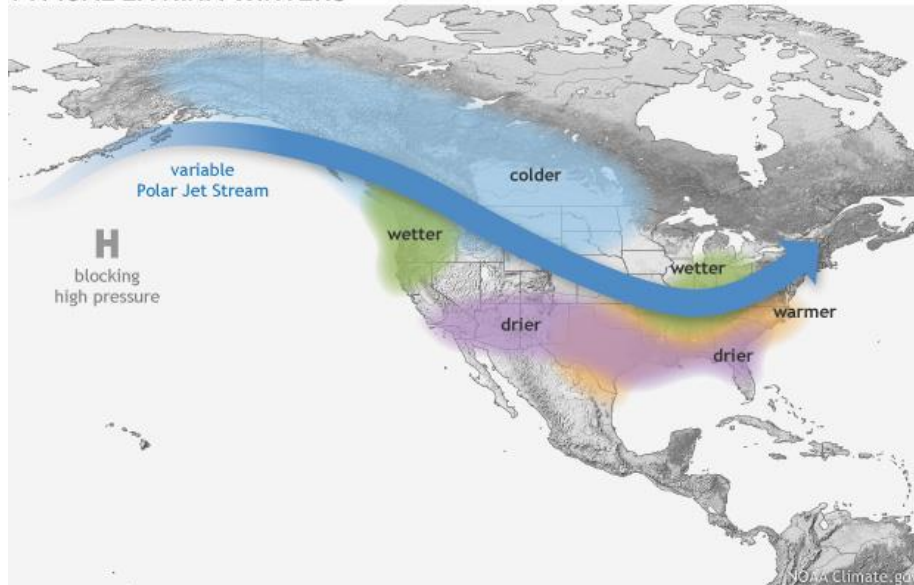 variable
Polar Jet Stream
colder
H
blocking
high pressure
wetter
wetter
warmer
drier
drier
NOAA Climate.go